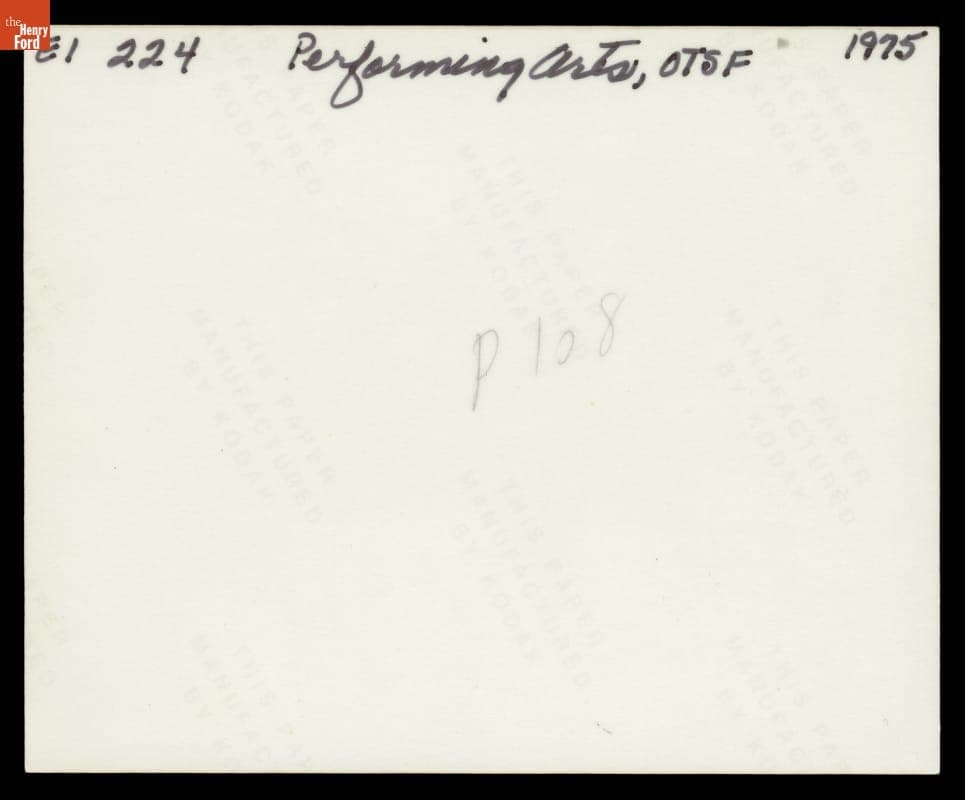 the
Henry
Ford
E1 224 Performing Arts, OTSF 1975
THIS PAPER
MANUFACTURED
BY KODAK
p 108